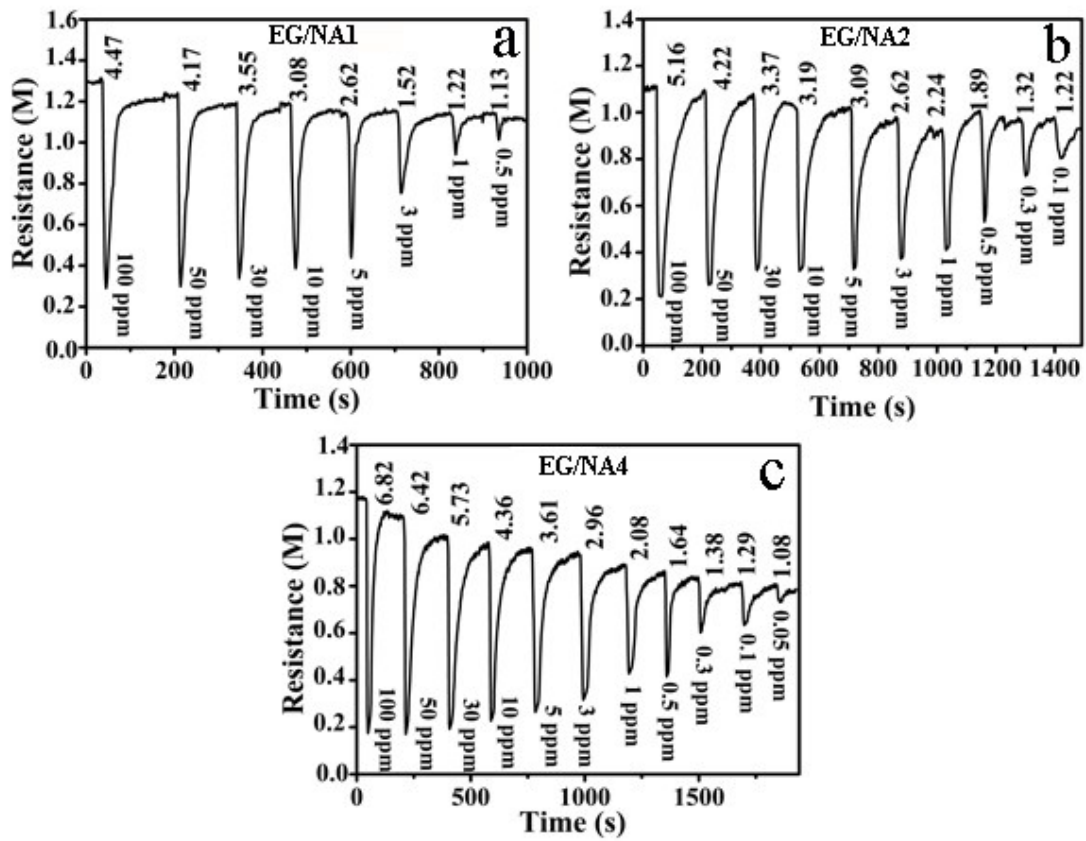 EG/NA1
a
Resistance (M)
1.6
1.4
1.2
1.0
0.8
0.6
0.4
0.2
0.0
4.47
4.17
3.55
3.08
2.62
1.52
1.22
1.13
100 ppm
50 ppm
30 ppm
10 ppm
5 ppm
3 ppm
1 ppm
0.5 ppm
0
200
400
600
800
1000
Time (s)
EG/NA2
b
Resistance (M)
1.4
1.2
1.0
0.8
0.6
0.4
0.2
0.0
5.16
4.22
3.37
3.19
3.09
2.62
2.24
1.89
1.32
1.22
100 ppm
50 ppm
30 ppm
10 ppm
5 ppm
3 ppm
1 ppm
0.5 ppm
0.3 ppm
0.1 ppm
0
200
400
600
800
1000
1200
1400
Time (s)
EG/NA4
c
Resistance (M)
1.4
1.2
1.0
0.8
0.6
0.4
0.2
0.0
6.82
6.42
5.73
4.36
3.61
2.96
2.08
1.64
1.38
1.29
1.08
100 ppm
50 ppm
30 ppm
10 ppm
5 ppm
3 ppm
1 ppm
0.5 ppm
0.3 ppm
0.1 ppm
0.05 ppm
0
500
1000
1500
Time (s)